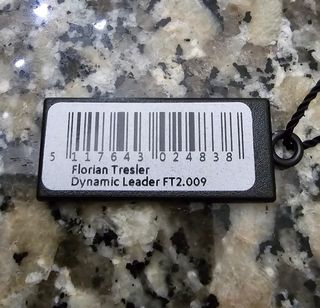 5 117643 024838
Florian Tresler
Dynamic Leader FT2.009